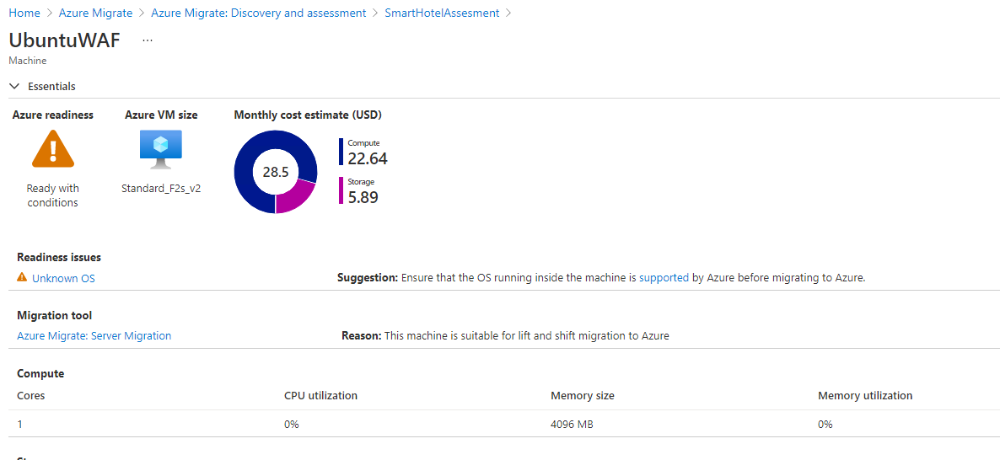 Home > Azure Migrate > Azure Migrate: Discovery and assessment > SmartHotelAssesment >
UbuntuWAF ...
Machine
Essentials
Azure readiness Azure VM size Monthly cost estimate (USD)
Ready with
conditions
Standard_F2s_v2
28.5
Compute
22.64
Storage
5.89
Readiness issues
Unknown OS Suggestion: Ensure that the OS running inside the machine is supported by Azure before migrating to Azure.
Migration tool
Azure Migrate: Server Migration Reason: This machine is suitable for lift and shift migration to Azure
Compute
Cores CPU utilization Memory size Memory utilization
1 0% 4096 MB 0%